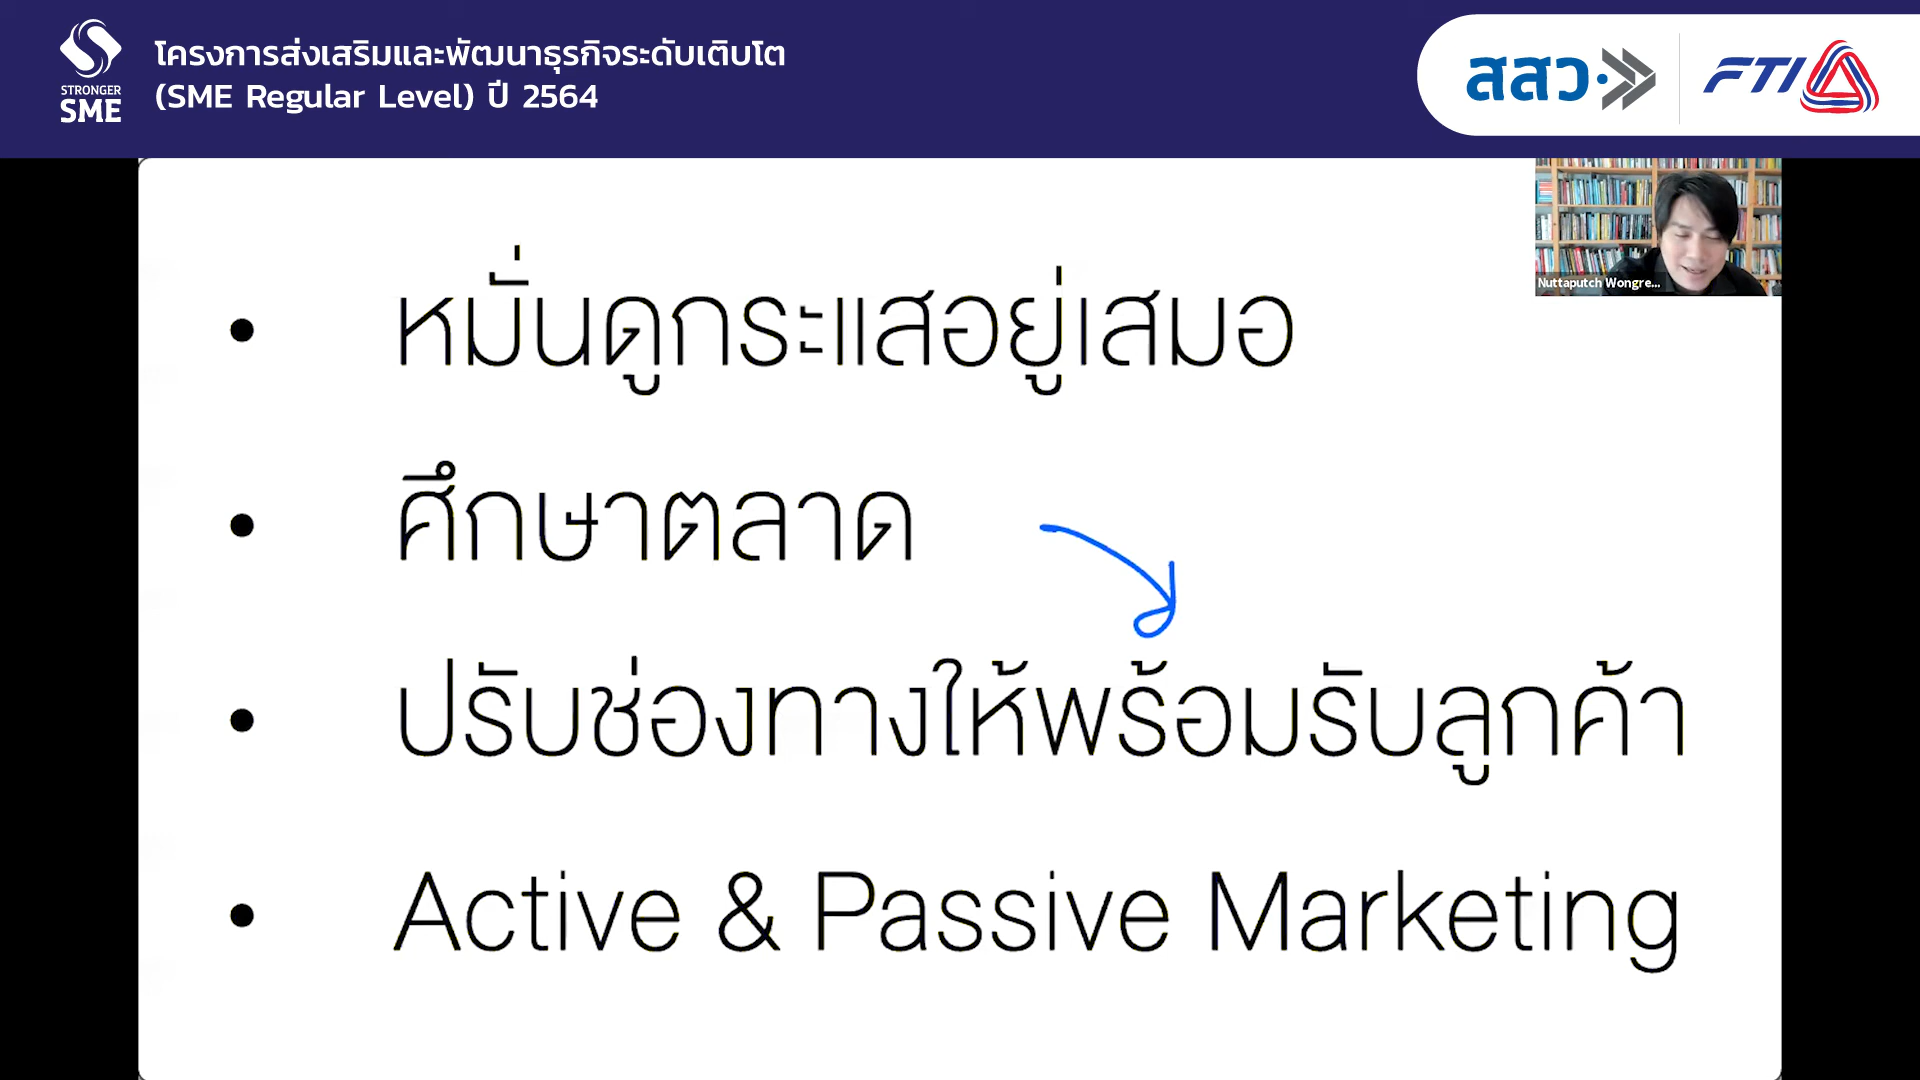 STRONGER
SME
โครงการส่งเสริมและพัฒนาธุรกิจระดับเติบโต
(SME Regular Level) ปี 2564
สสว
FTI
Nuttaputch Wongre...
• หมั่นดูกระแสอยู่เสมอ
• ศึกษาตลาด
• ปรับช่องทางให้พร้อมรับลูกค้า
• Active & Passive Marketing